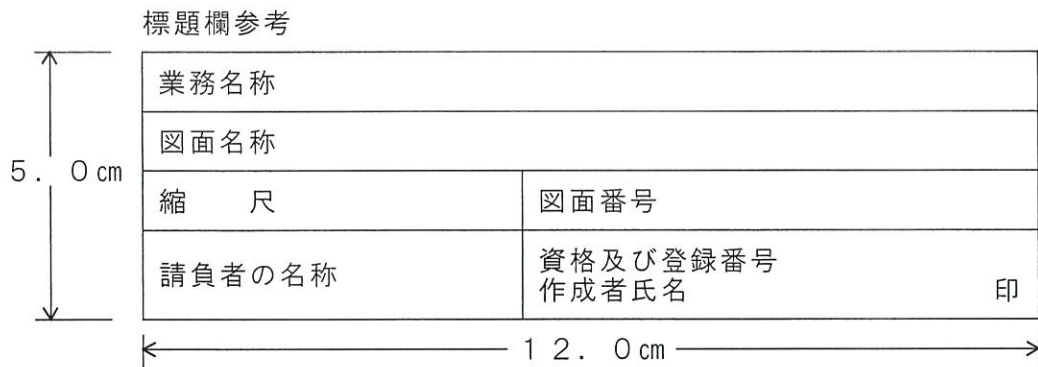 標題欄参考
業務名称
図面名称
5．0㎝
縮　　尺
図面番号
請負者の名称
資格及び登録番号
作成者氏名　　　　　　　　印
12．0㎝